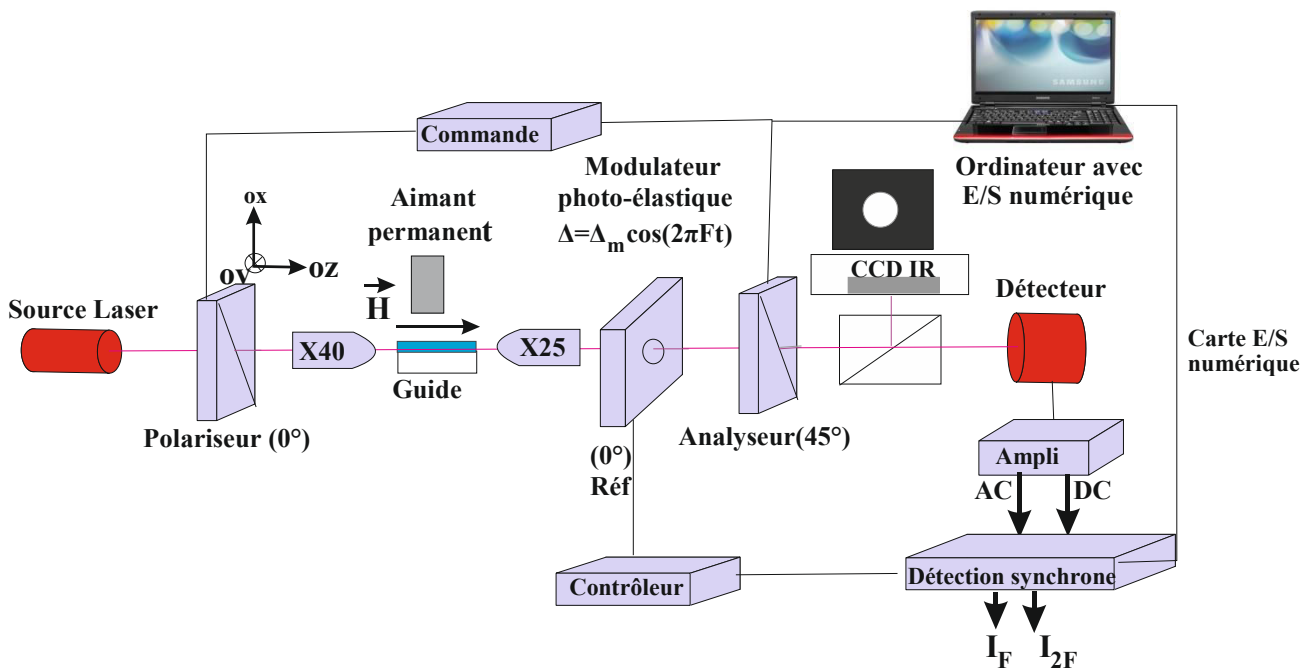 SAMSUNG
Commande
Ordinateur avec
E/S numérique
Modulateur
photo-élastique
Δ=Δmcos(2πFt)
ox
oy
oz
Aimant
permanent
H
CCD IR
Source Laser
Détecteur
X40
X25
Guide
Carte E/S
numérique
Polariseur (0°)
(0°)
Réf
Analyseur(45°)
Ampli
AC
DC
Contrôleur
Détection synchrone
IF
I2F